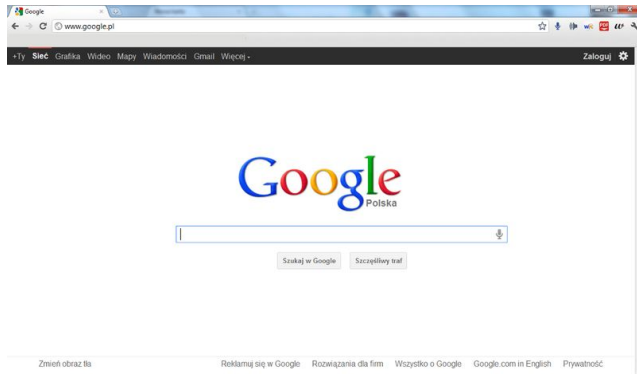 Google
www.google.pl
+Ty Sieć Grafika Wideo Mapy Wiadomości Gmail Więcej
Zaloguj
Google
Polska
Szukaj w Google Szczęśliwy traf
Zmień obraz tła Reklamuj się w Google Rozwiązania dla firm Wszystko o Google Google.com in English Prywatność